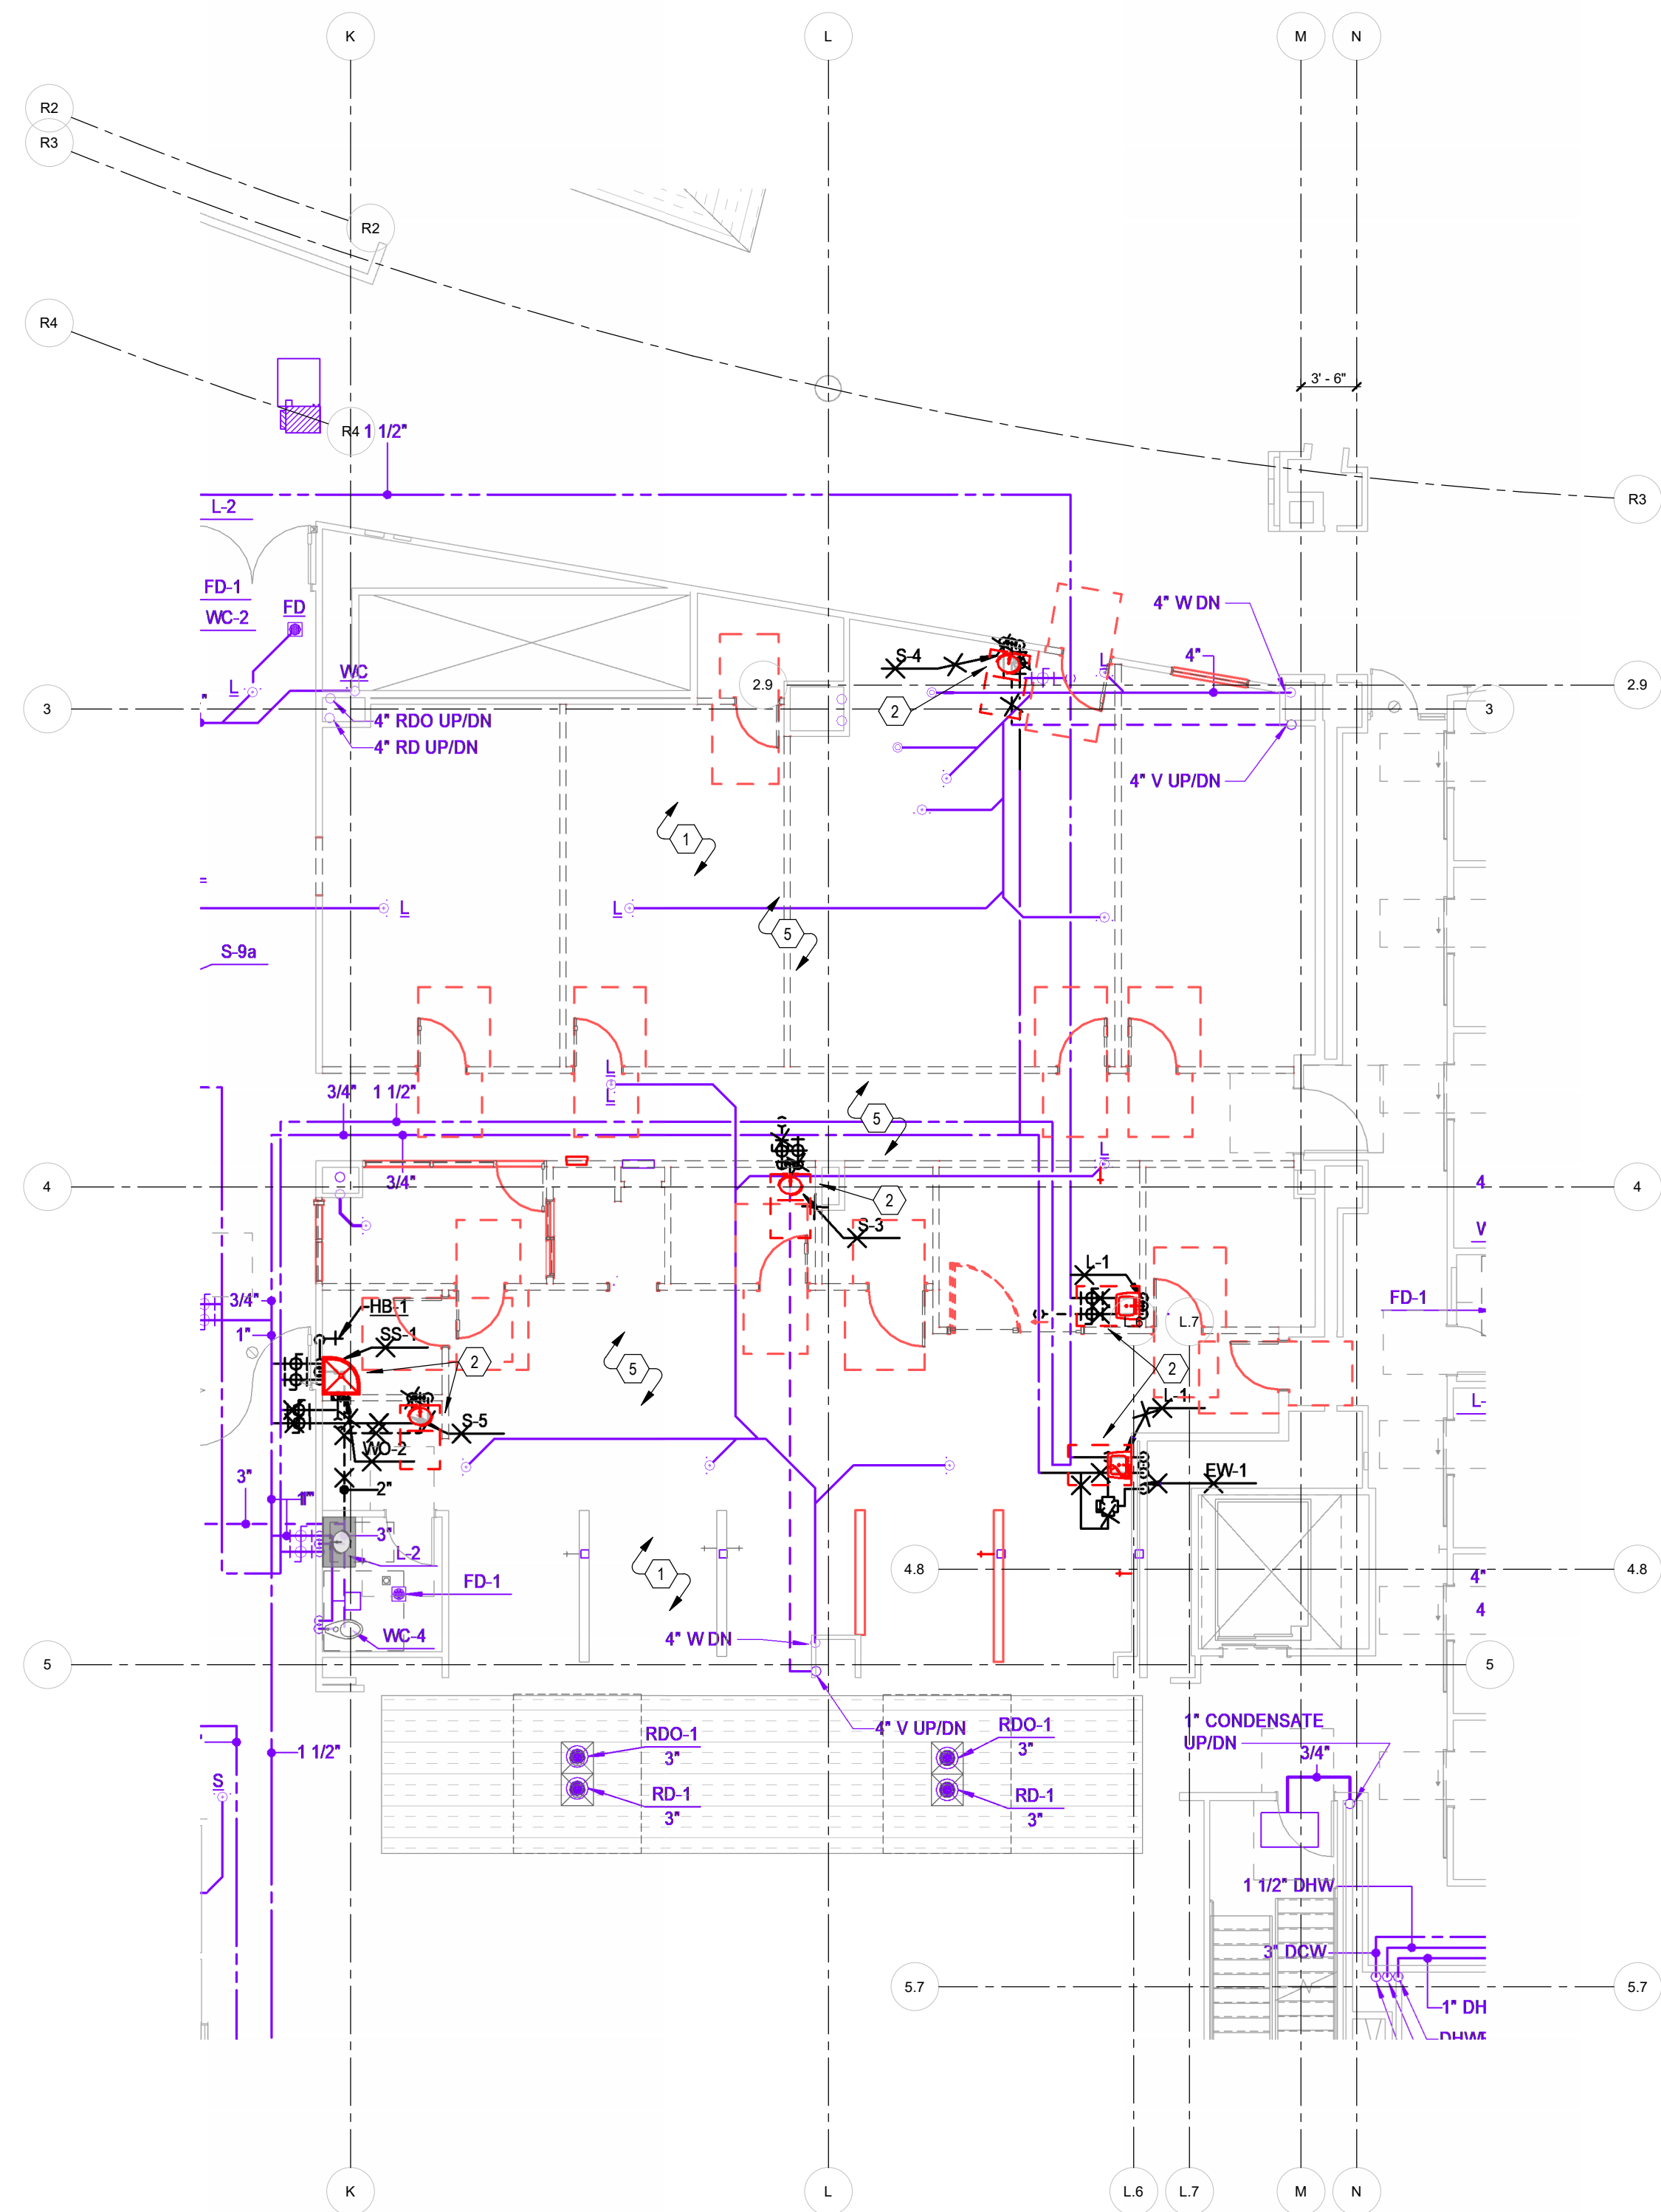 K
L
M
N
R2
R3
R2
R4
3' - 6"
R4
1 1/2"
R3
L-2
FD-1
FD
WC-2
4" W DN
S-4
4"
L
WC
L
L
2.9
2.9
3
2
3
4" RDO UP/DN
4" RD UP/DN
4" V UP/DN
1
L
L
5
S-9a
L
L
3/4"
1 1/2"
5
L
3/4"
4
4
4
2
S-3
L-1
3/4"
HB-1
FD-1
1"
SS-1
L.6
L.7
2
5
2
L-1
L-
S-5
WO-2
3"
2"
EW-1
1"
3"
L-2
1
4.8
4.8
FD-1
4"
4
WC-4
4" W DN
5
5
4" V UP/DN
1" CONDENSATE
UP/DN
RDO-1
3"
RDO-1
3"
1 1/2"
3/4"
S
RD-1
3"
RD-1
3"
1 1/2" DHW
3" DCW
5.7
5.7
1" DH
K
L
L.6
L.7
M
N